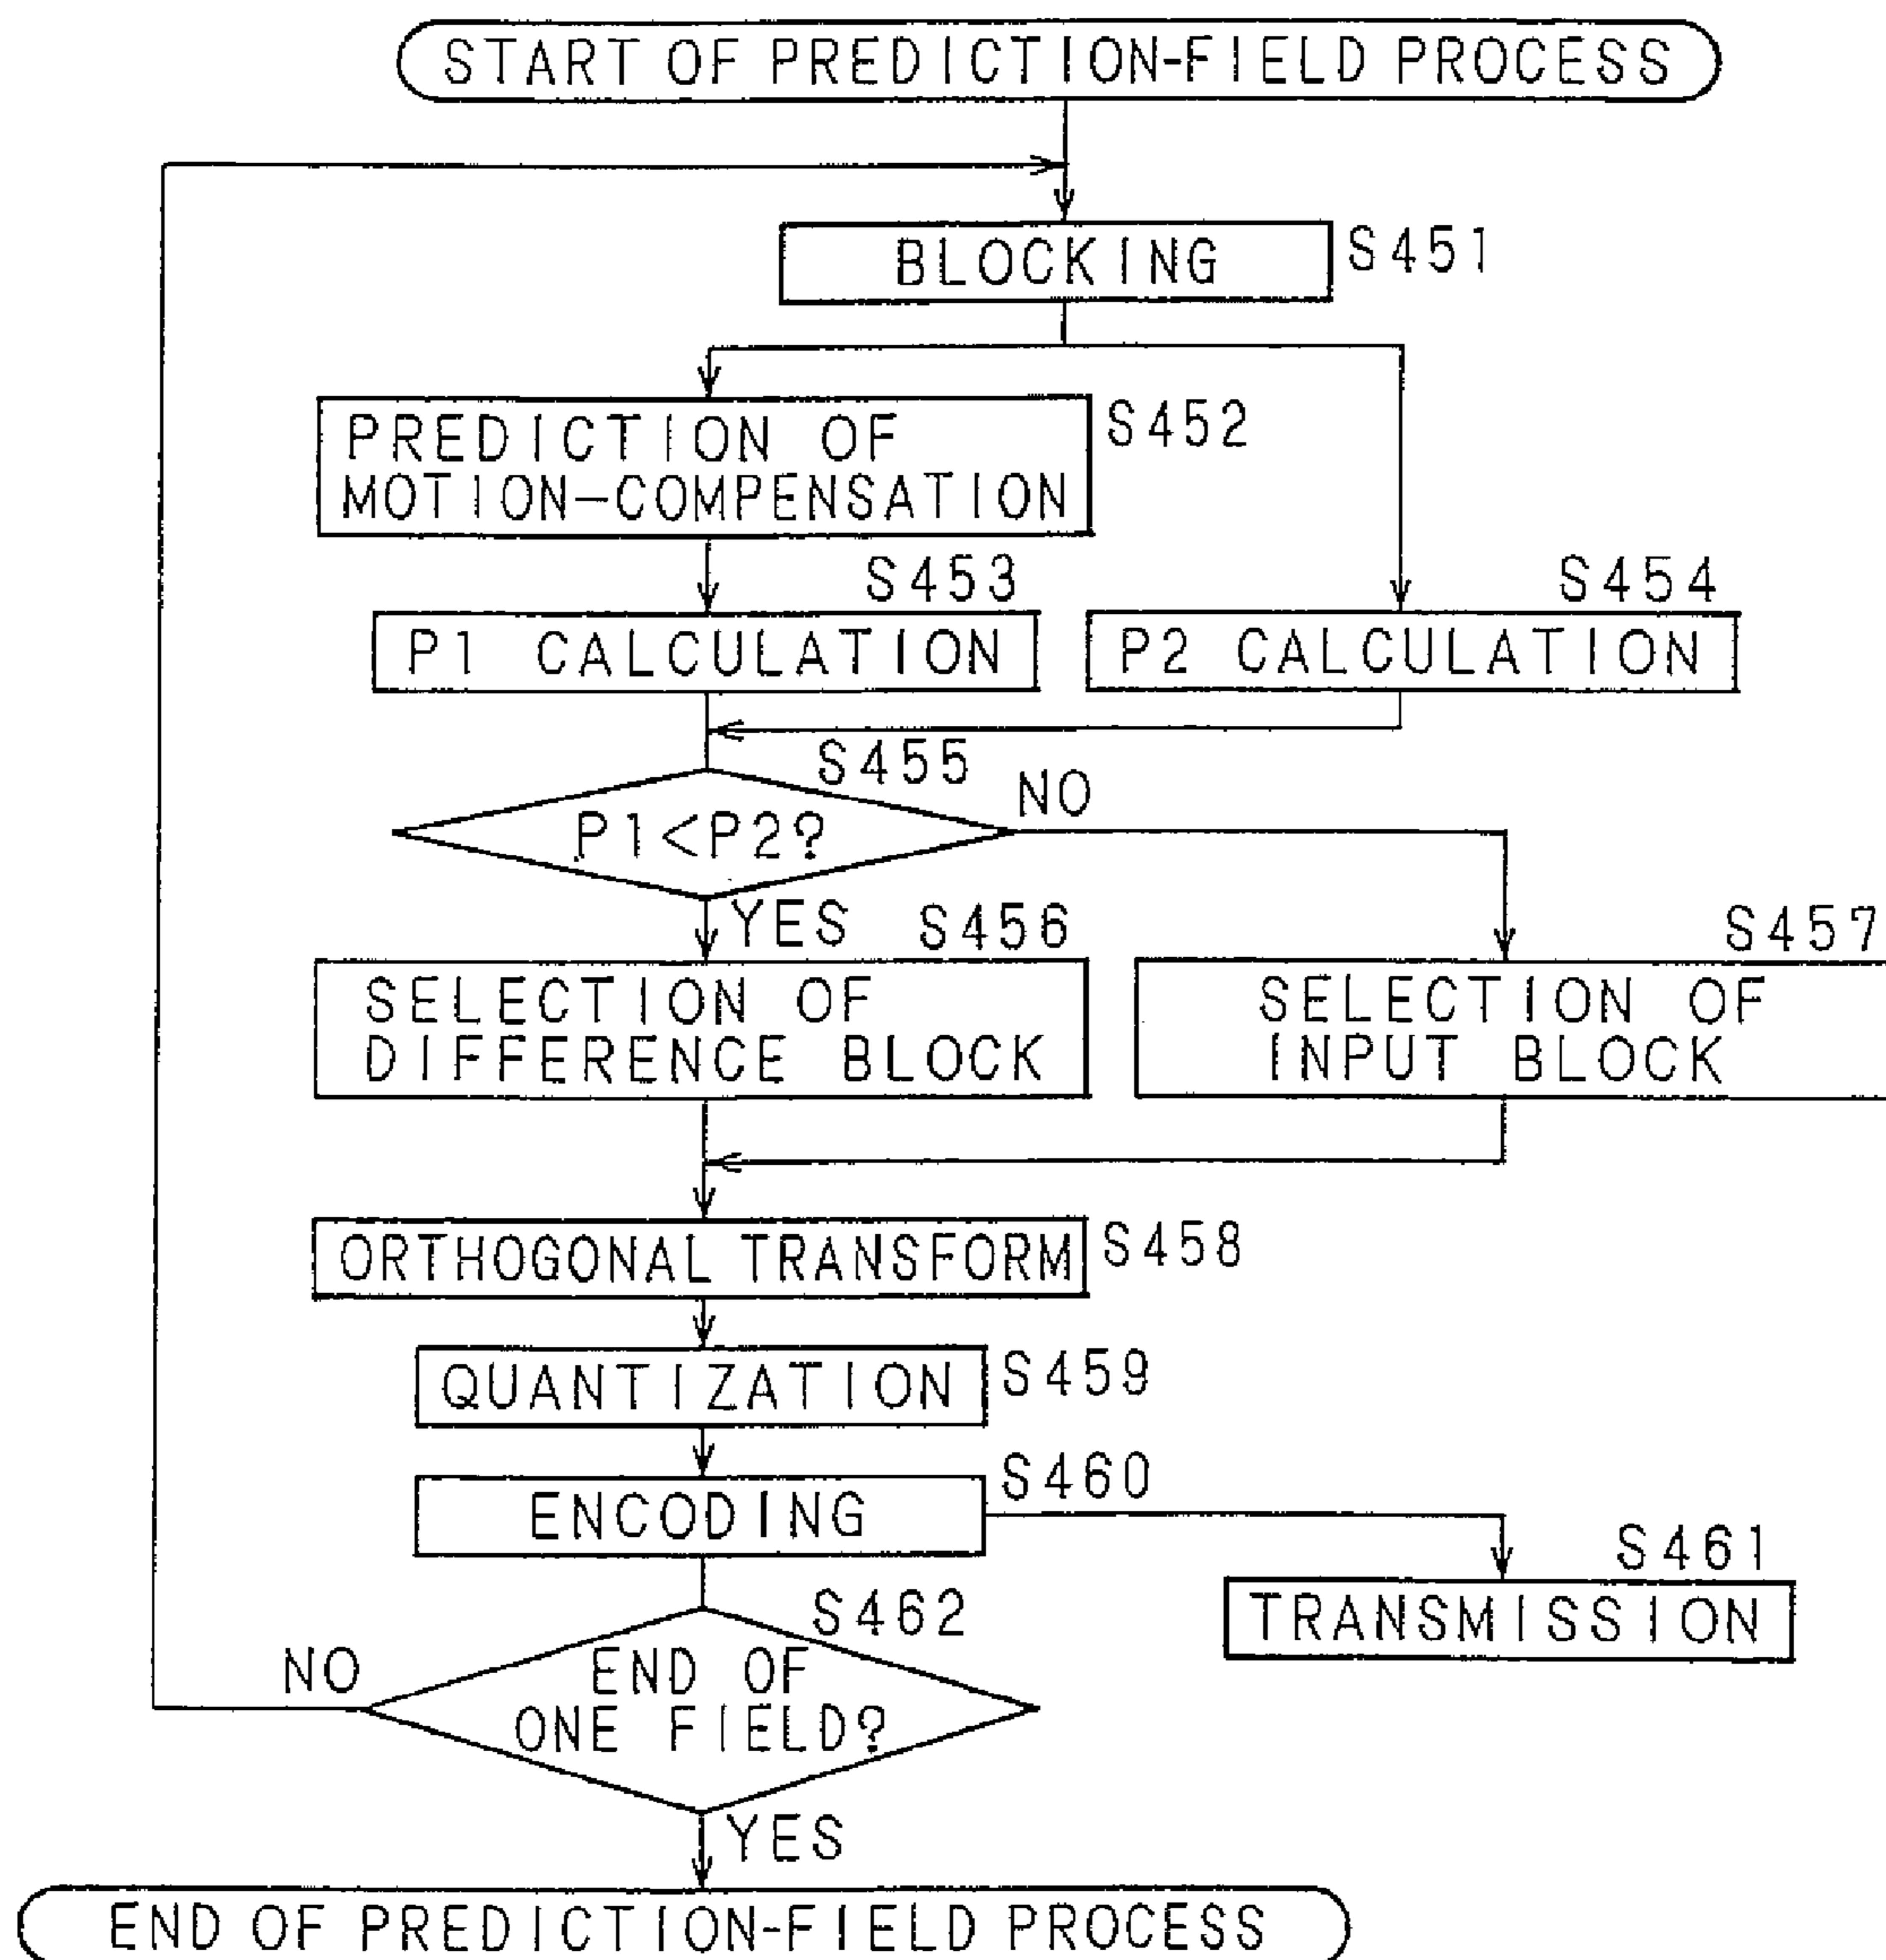 START OF PREDICTION-FIELD PROCESS
BLOCKING
S451
PREDICTION OF
MOTION-COMPENSATION
S452
S453
P1 CALCULATION
S454
P2 CALCULATION
S455
P1<P2?
NO
YES
S456
SELECTION OF
DIFFERENCE BLOCK
S457
SELECTION OF
INPUT BLOCK
ORTHOGONAL TRANSFORM
S458
QUANTIZATION
S459
ENCODING
S460
S461
TRANSMISSION
S462
END OF
ONE FIELD?
NO
YES
END OF PREDICTION-FIELD PROCESS